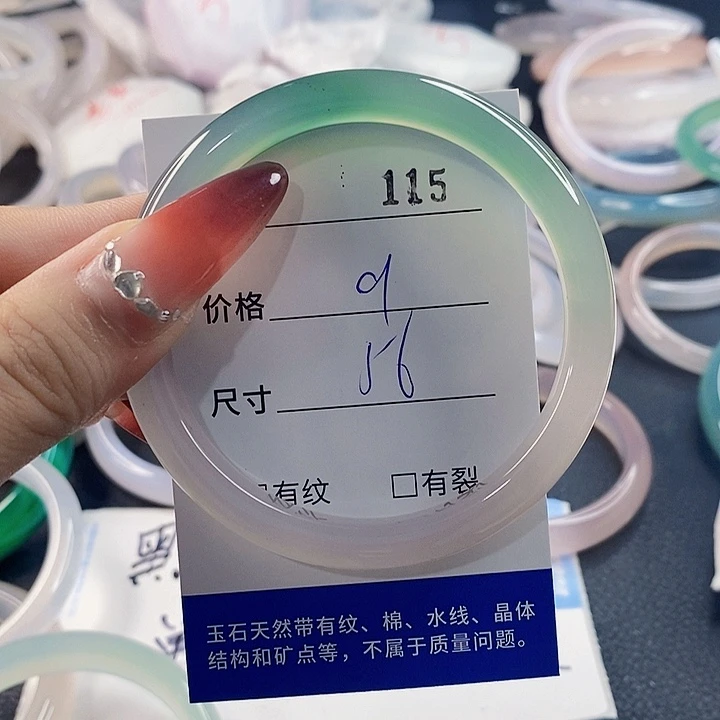 115
价格 9
尺寸 56
有纹 □有裂
玉石天然带有纹、棉、水线、晶体
结构和矿点等，不属于质量问题。